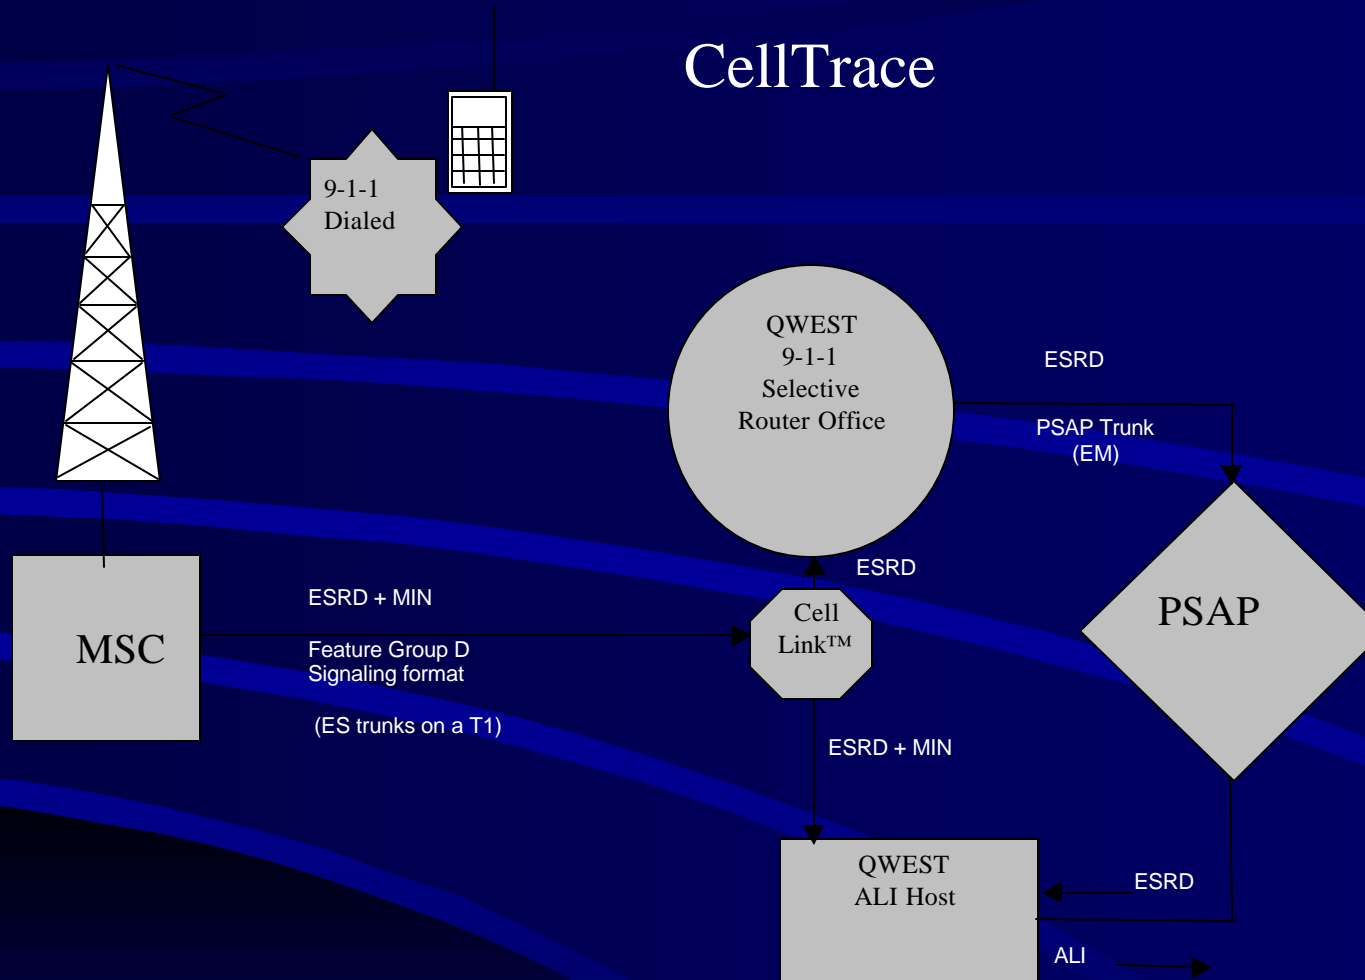 CellTrace
9-1-1
Dialed
QWEST
9-1-1
Selective
Router Office
ESRD
PSAP Trunk
(EM)
ESRD
PSAP
MSC
ESRD + MIN
Feature Group D
Signaling format
(ES trunks on a T1)
Cell
Link™
ESRD + MIN
QWEST
ALI Host
ESRD
ALI